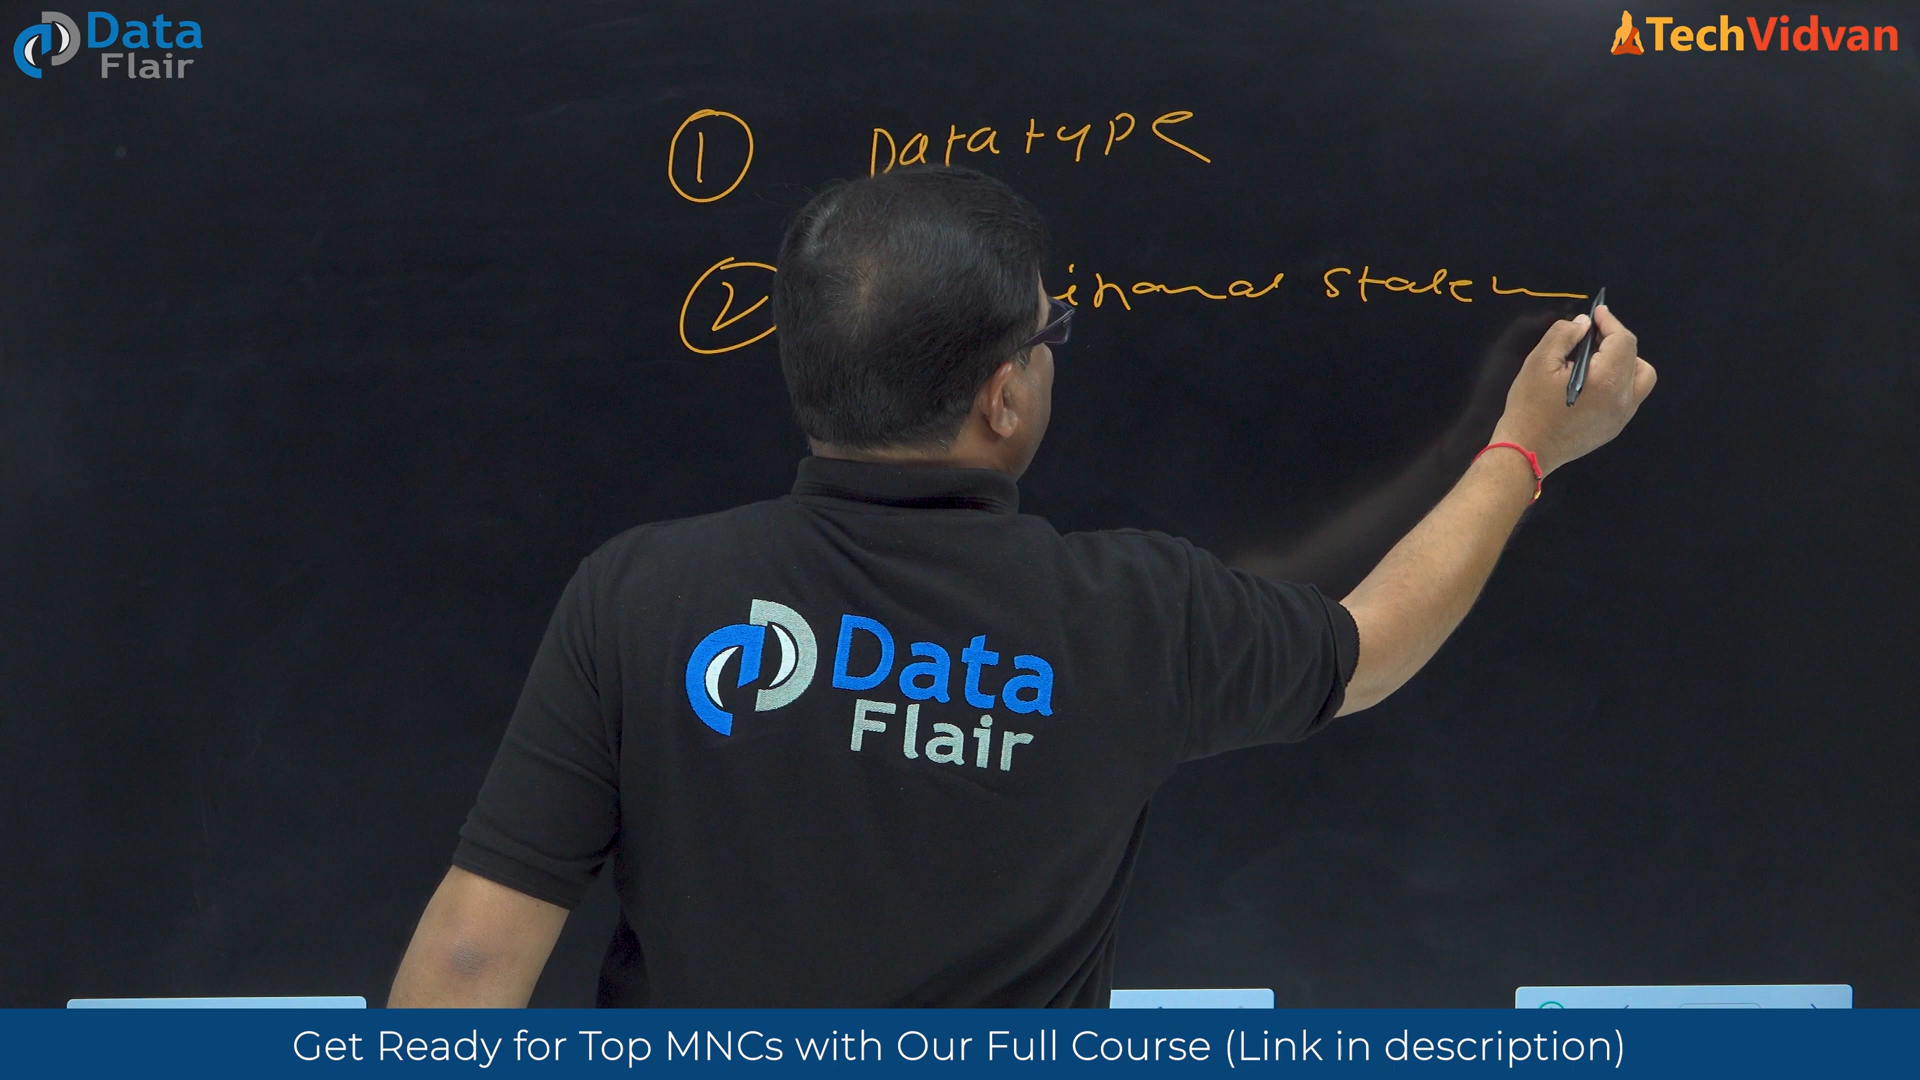 Data
Flair
TechVidvan
1 Datatype
2 statem
Data
Flair
Get Ready for Top MNCs with Our Full Course (Link in description)